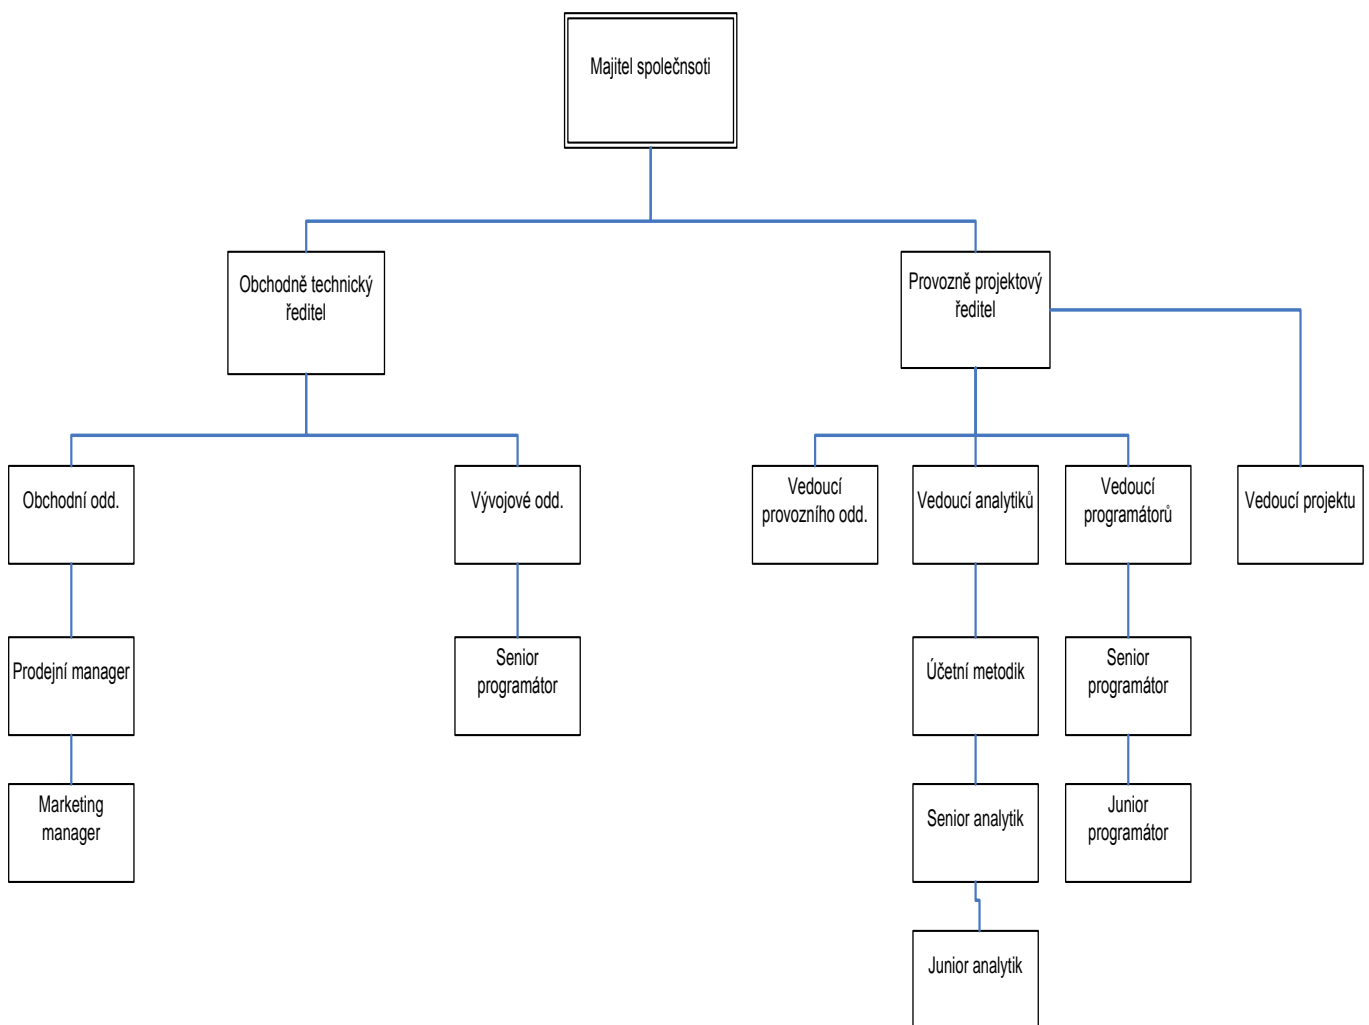 Majitel společnsoti
Obchodně technický
ředitel
Provozně projektový
ředitel
Obchodní odd.
Vývojové odd.
Vedoucí
provozního odd.
Vedoucí analytiků
Vedoucí
programátorů
Vedoucí projektu
Prodejní manager
Senior
programátor
Účetní metodik
Senior
programátor
Marketing
manager
Senior analytik
Junior
programátor
Junior analytik